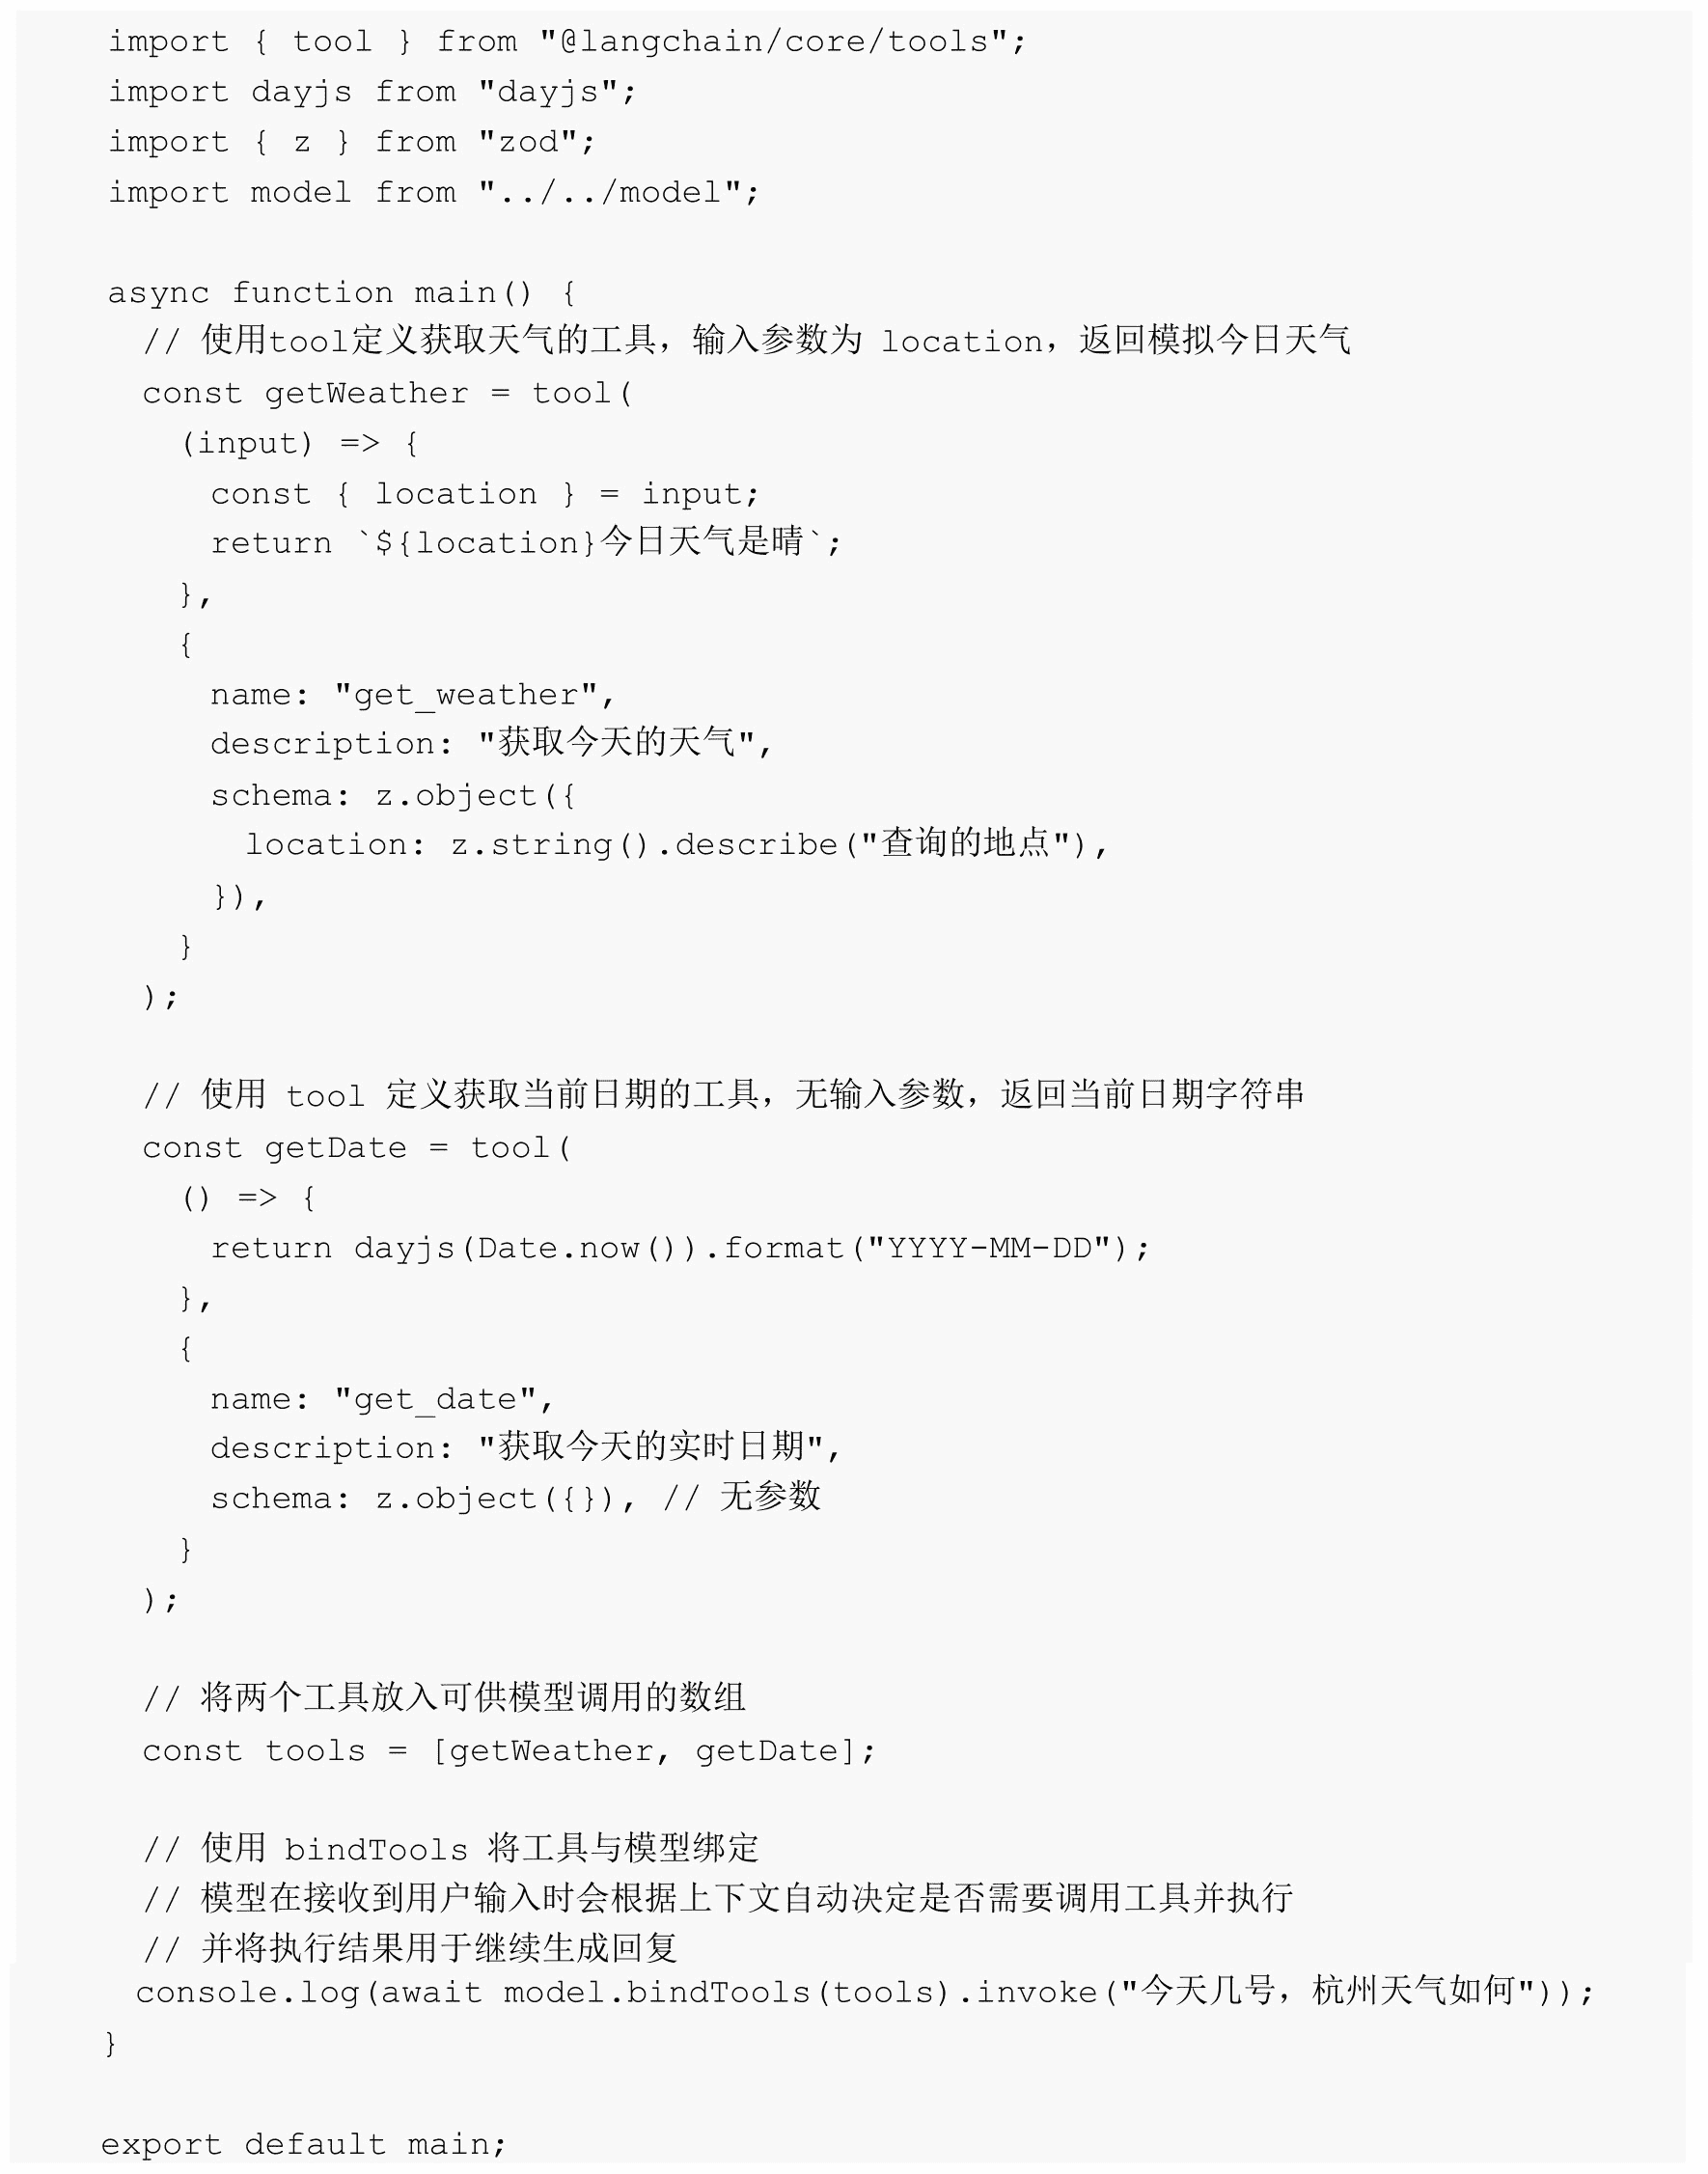 import { tool } from "@langchain/core/tools";
import dayjs from "dayjs";
import { z } from "zod";
import model from "../../model";
async function main() {
// 使用tool定义获取天气的工具，输入参数为 location，返回模拟今日天气
const getWeather = tool(
(input) => {
const { location } = input;
return `${location}今日天气是晴`;
},
{
name: "get_weather",
description: "获取今天的天气",
schema: z.object({
location: z.string().describe("查询的地点"),
}),
}
);
// 使用 tool 定义获取当前日期的工具，无输入参数，返回当前日期字符串
const getDate = tool(
() => {
return dayjs(Date.now()).format("YYYY-MM-DD");
},
{
name: "get_date",
description: "获取今天的实时日期",
schema: z.object({}), // 无参数
}
);
// 将两个工具放入可供模型调用的数组
const tools = [getWeather, getDate];
// 使用 bindTools 将工具与模型绑定
// 模型在接收到用户输入时会根据上下文自动决定是否需要调用工具并执行
// 并将执行结果用于继续生成回复
console.log(await model.bindTools(tools).invoke("今天几号，杭州天气如何"));
}
export default main;